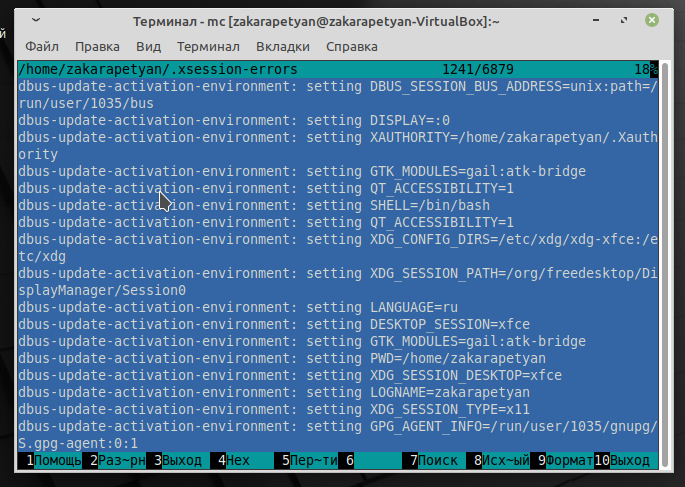 й
Терминал - mc [zakarapetyan@zakarapetyan-VirtualBox]:~
Файл Правка Вид Терминал Вкладки Справка
/home/zakarapetyan/.xsession-errors 1241/6879 18%
dbus-update-activation-environment: setting DBUS_SESSION_BUS_ADDRESS=unix:path=/
run/user/1035/bus
dbus-update-activation-environment: setting DISPLAY=:0
dbus-update-activation-environment: setting XAUTHORITY=/home/zakarapetyan/.Xauth
ority
dbus-update-activation-environment: setting GTK_MODULES=gail:atk-bridge
dbus-update-activation-environment: setting QT_ACCESSIBILITY=1
dbus-update-activation-environment: setting SHELL=/bin/bash
dbus-update-activation-environment: setting QT_ACCESSIBILITY=1
dbus-update-activation-environment: setting XDG_CONFIG_DIRS=/etc/xdg/xdg-xfce:/e
tc/xdg
dbus-update-activation-environment: setting XDG_SESSION_PATH=/org/freedesktop/Di
splayManager/Session0
dbus-update-activation-environment: setting LANGUAGE=ru
dbus-update-activation-environment: setting DESKTOP_SESSION=xfce
dbus-update-activation-environment: setting GTK_MODULES=gail:atk-bridge
dbus-update-activation-environment: setting PWD=/home/zakarapetyan
dbus-update-activation-environment: setting XDG_SESSION_DESKTOP=xfce
dbus-update-activation-environment: setting LOGNAME=zakarapetyan
dbus-update-activation-environment: setting XDG_SESSION_TYPE=x11
dbus-update-activation-environment: setting GPG_AGENT_INFO=/run/user/1035/gnupg/
S.gpg-agent:0:1
1Помощь 2Раз~рн 3Выход 4Hex 5Пер~ти 6 7Поиск 8Исх~ый 9Формат 10Выход